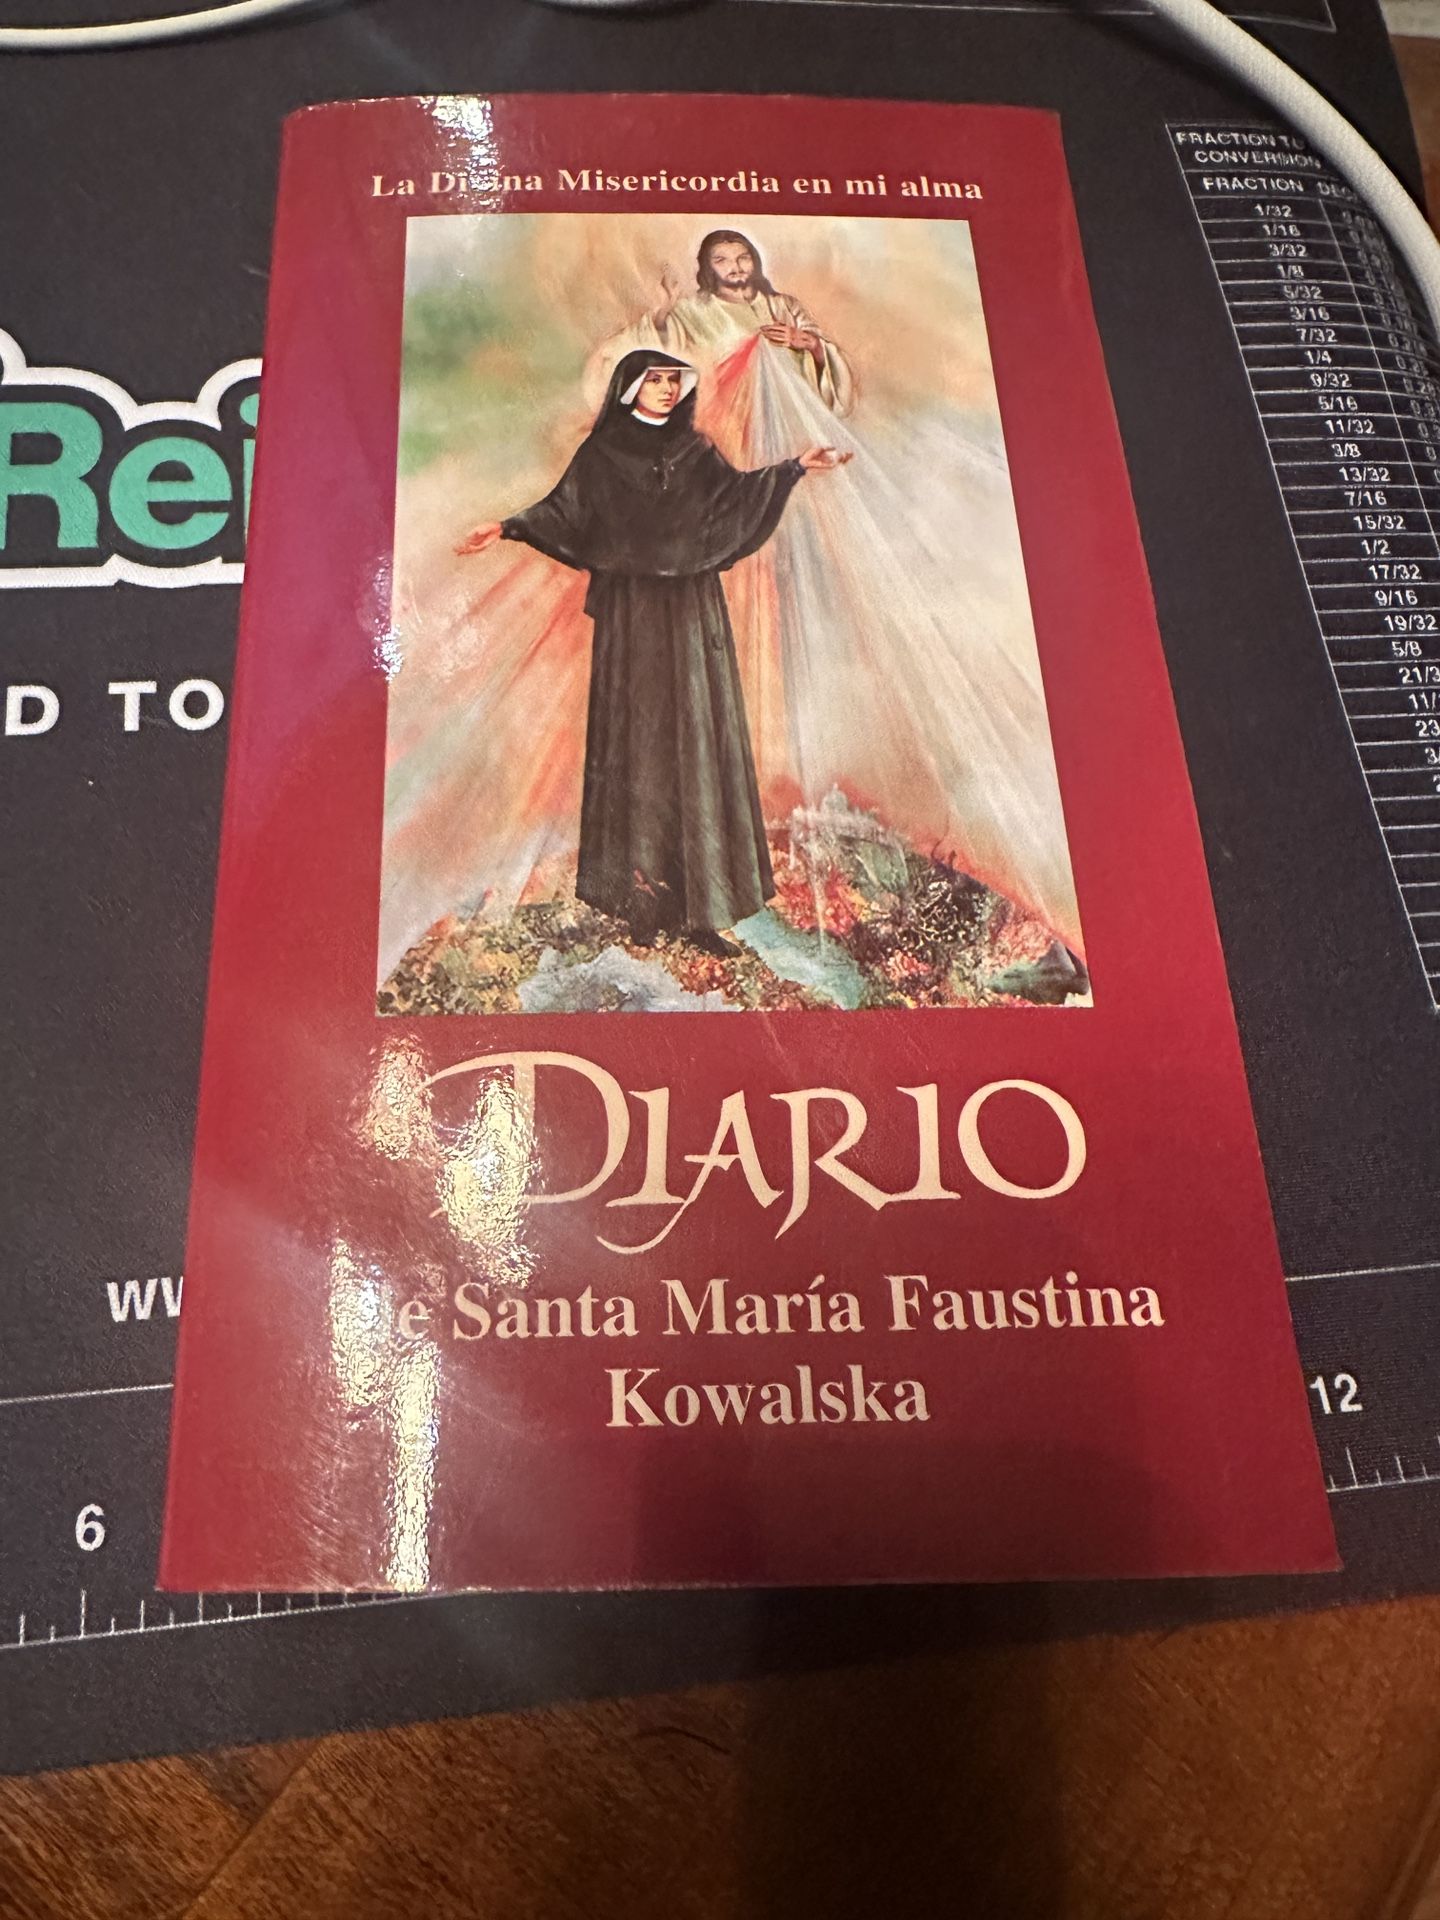 La Divina Misericordia en mi alma
DIARIO
de Santa María Faustina
Kowalska
Rei
D TO
6
12
FRACTION TO
CONVERSION
FRACTION
1/32
1/16
3/32
1/8
5/32
3/16
7/32
1/4
9/32
5/16
11/32
3/8
13/32
7/16
15/32
1/2
17/32
9/16
19/32
5/8